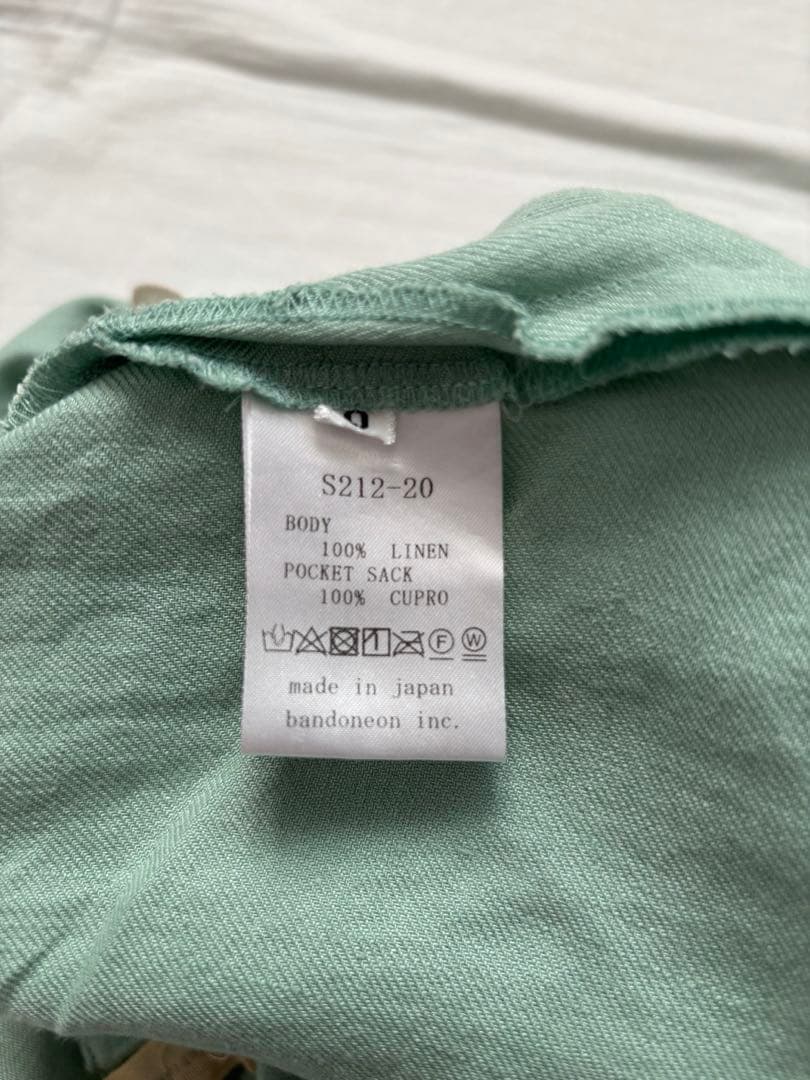 S212-20
BODY
100% LINEN
POCKET SACK
100% CUPRO
F W
made in japan
bandoneon inc.